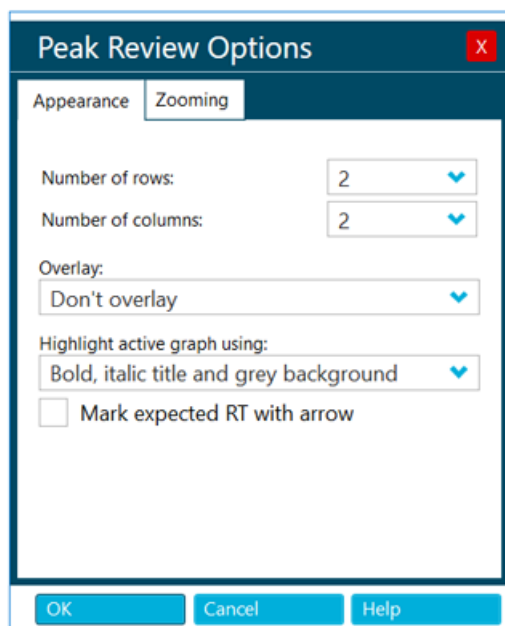 Peak Review Options
X
Appearance
Zooming
Number of rows:
2
Number of columns:
2
Overlay:
Don't overlay
Highlight active graph using:
Bold, italic title and grey background
Mark expected RT with arrow
OK
Cancel
Help